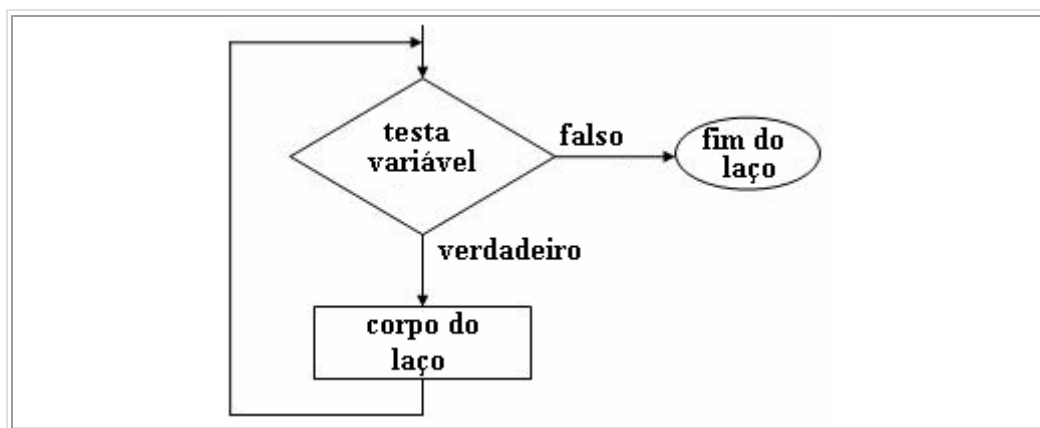 testa
variável
falso
fim do
laço
verdadeiro
corpo do
laço